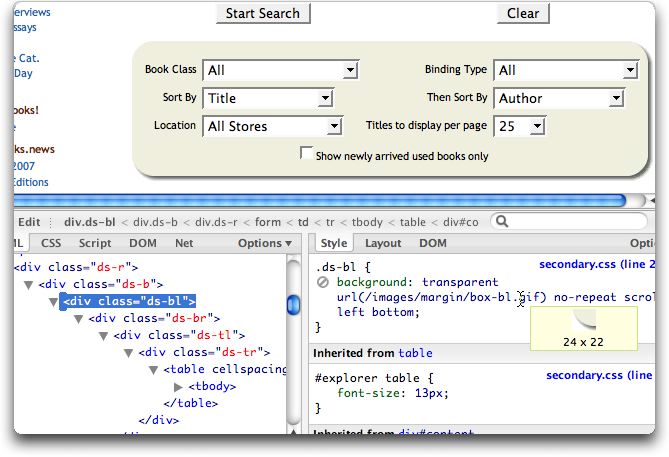 erviews
ssays
Start Search
Clear
e Cat.
Day
ooks!
e
ks.news
2007
Editions
Book Class
All
Binding Type
All
Sort By
Title
Then Sort By
Author
Location
All Stores
Titles to display per page
25
Show newly arrived used books only
Edit
div.ds-bl < div.ds-b < div.ds-r < form < td < tr < tbody < table < div#co
ML CSS Script DOM Net Options
Style Layout DOM Optio
<div class="ds-r">
<div class="ds-b">
<div class="ds-bl">
<div class="ds-br">
<div class="ds-tl">
<div class="ds-tr">
<table cellspacing
<tbody>
</table>
</div>
</div>
.ds-bl {
secondary.css (line 2
background: transparent
url(/images/margin/box-bl.gif) no-repeat scrol
left bottom;
}
24 x 22
Inherited from table
#explorer table {
secondary.css (line
font-size: 13px;
}
Inherited from div#content